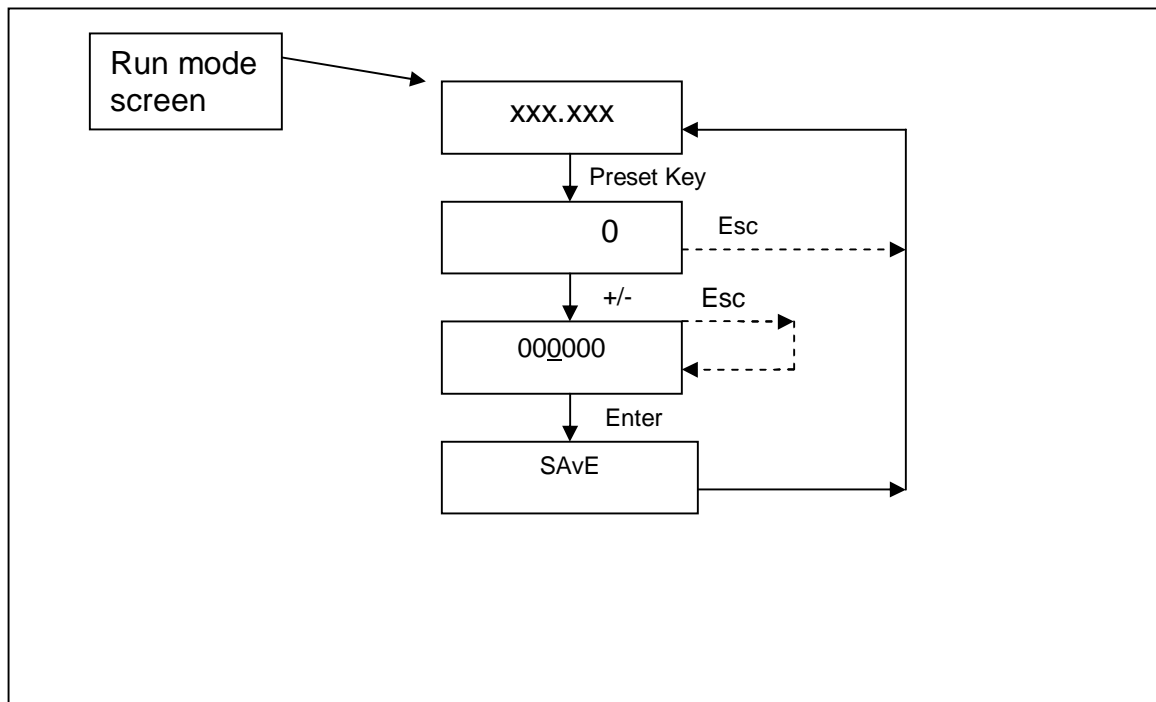 Run mode
screen
xxx.xxx
Preset Key
0
Esc
+/-
Esc
000000
Enter
SAvE